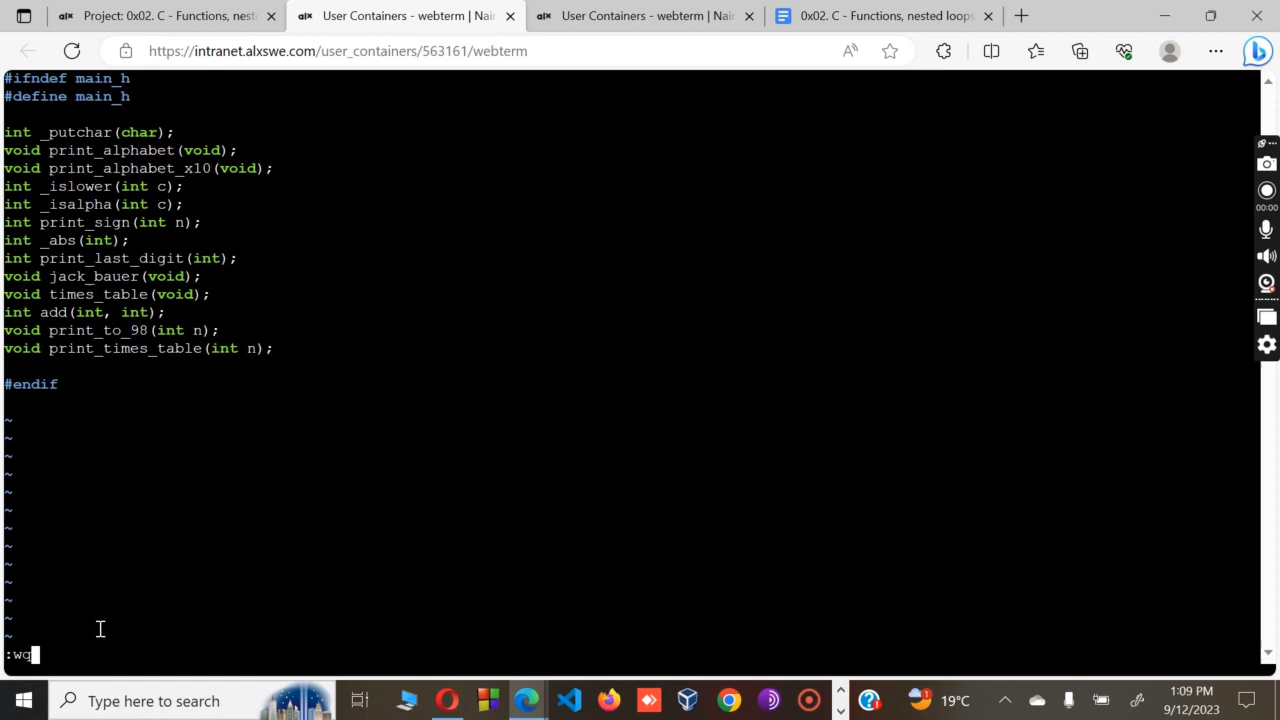 Project: 0x02. C - Functions, nest
User Containers - webterm | Nai
User Containers - webterm | Nai
0x02. C - Functions, nested loops
https://intranet.alxswe.com/user_containers/563161/webterm
#ifndef main_h
#define main_h
int _putchar(char);
void print_alphabet(void);
void print_alphabet_x10(void);
int _islower(int c);
int _isalpha(int c);
int print_sign(int n);
int _abs(int);
int print_last_digit(int);
void jack_bauer(void);
void times_table(void);
int add(int, int);
void print_to_98(int n);
void print_times_table(int n);
#endif
~
~
~
~
~
~
~
~
~
~
~
~
~
:wq
00:00
Type here to search
1
19°C
1:09 PM
9/12/2023